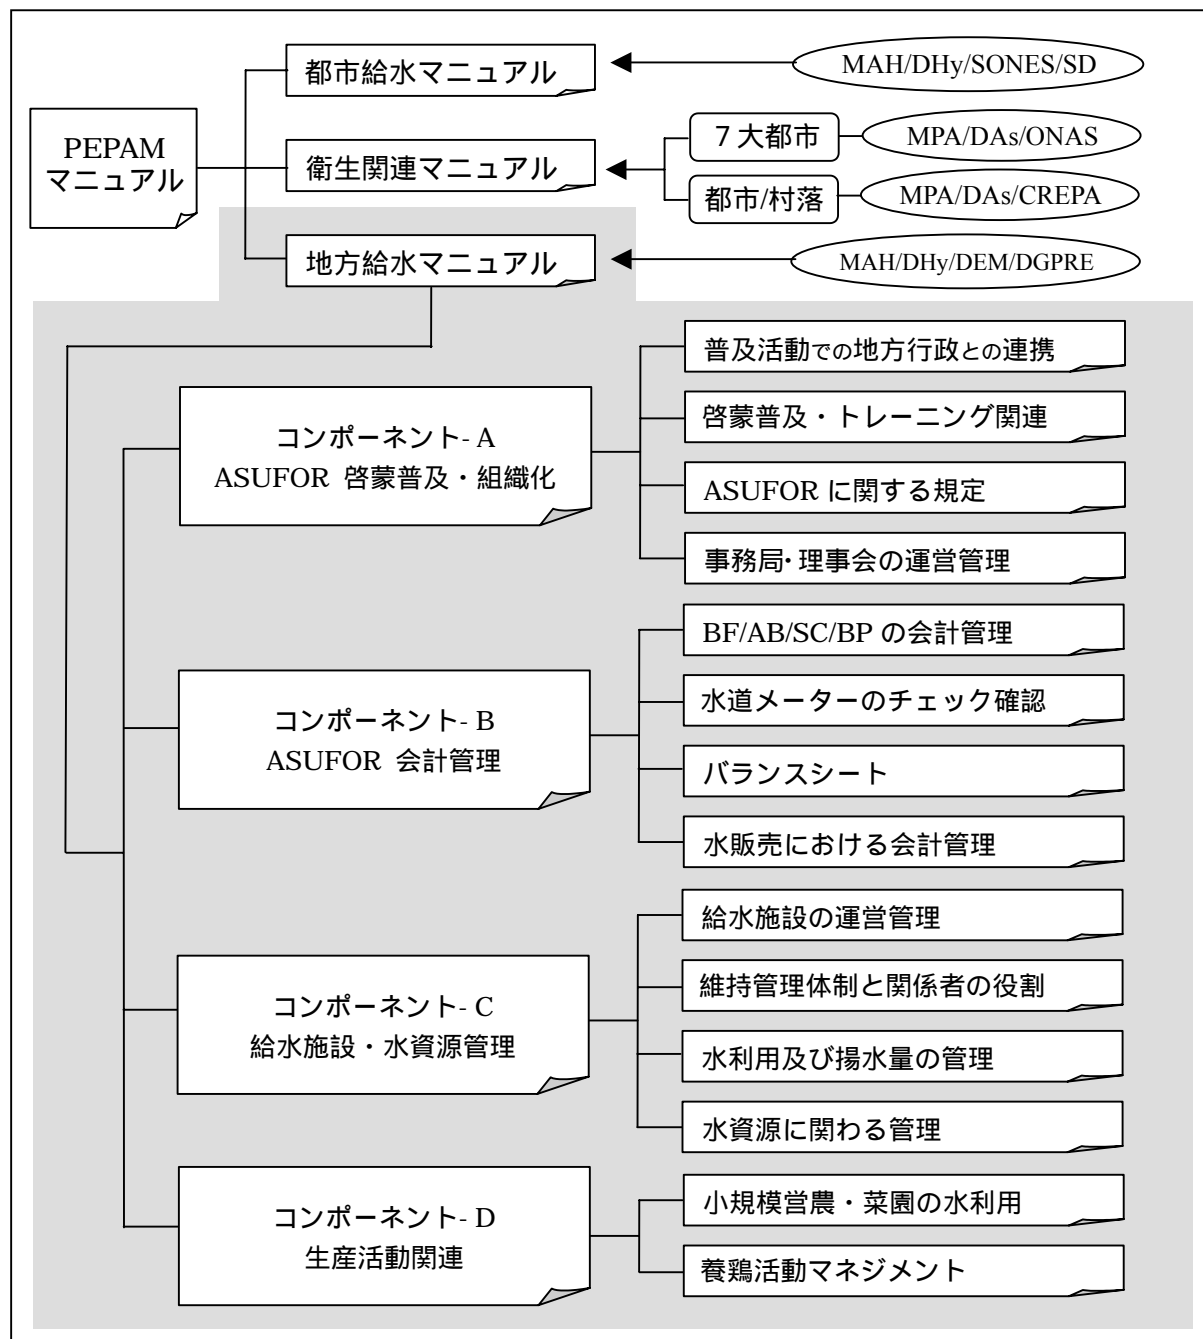 都市給水マニュアル
MAH/DHy/SONES/SD
PEPAM
マニュアル
衛生関連マニュアル
７大都市
MPA/DAs/ONAS
都市/村落
MPA/DAs/CREPA
地方給水マニュアル
MAH/DHy/DEM/DGPRE
コンポーネント- A
ASUFOR 啓蒙普及・組織化
普及活動での地方行政との連携
啓蒙普及・トレーニング関連
ASUFOR に関する規定
事務局・理事会の運営管理
コンポーネント- B
ASUFOR 会計管理
BF/AB/SC/BP の会計管理
水道メーターのチェック確認
バランスシート
水販売における会計管理
コンポーネント- C
給水施設・水資源管理
給水施設の運営管理
維持管理体制と関係者の役割
水利用及び揚水量の管理
水資源に関わる管理
コンポーネント- D
生産活動関連
小規模営農・菜園の水利用
養鶏活動マネジメント